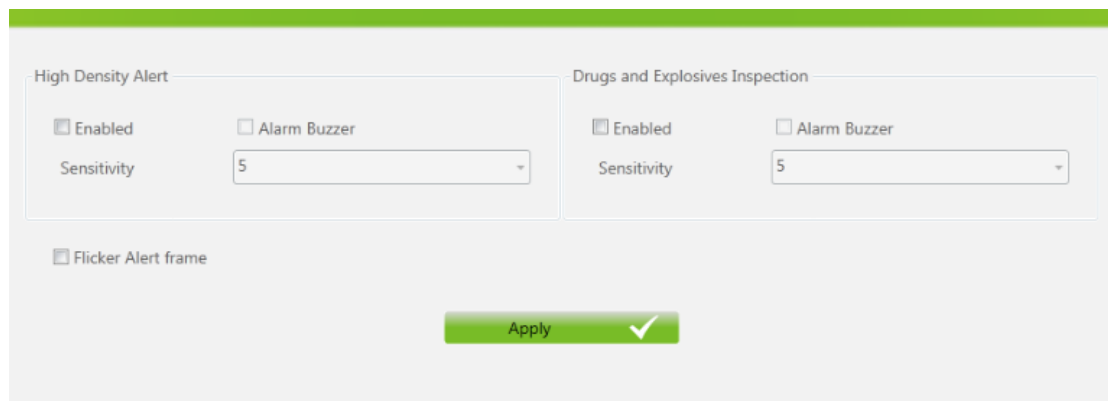 High Density Alert
Drugs and Explosives Inspection
Enabled
Alarm Buzzer
Enabled
Alarm Buzzer
Sensitivity
5
Sensitivity
5
Flicker Alert frame
Apply